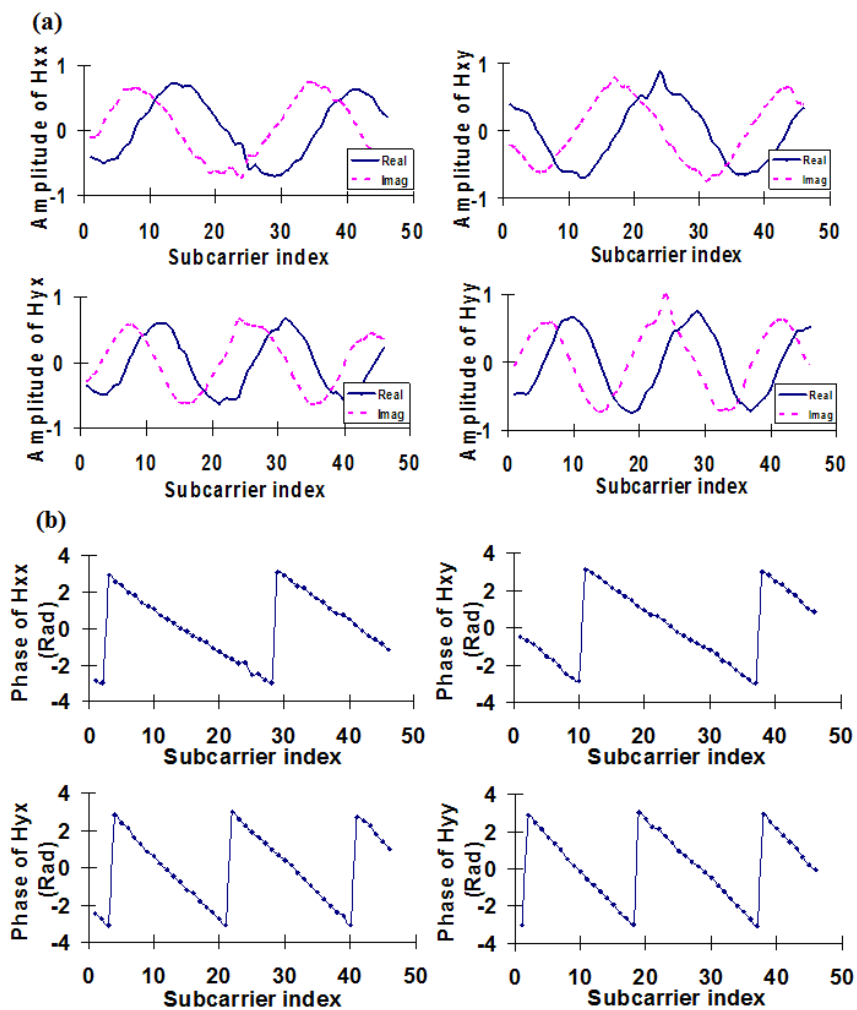 (a)
Amplitude of Hxx
1
0
-1
Real
Imag
0 10 20 30 40 50
Subcarrier index
Amplitude of Hxy
1
0
-1
Real
Imag
0 10 20 30 40 50
Subcarrier index
Amplitude of Hyx
1
0
-1
Real
Imag
0 10 20 30 40 50
Subcarrier index
Amplitude of Hyy
1
0
-1
Real
Imag
0 10 20 30 40 50
Subcarrier index
(b)
Phase of Hxx
(Rad)
4
2
0
-2
-4
0 10 20 30 40 50
Subcarrier index
Phase of Hxy
(Rad)
4
2
0
-2
-4
0 10 20 30 40 50
Subcarrier index
Phase of Hyx
(Rad)
4
2
0
-2
-4
0 10 20 30 40 50
Subcarrier index
Phase of Hyy
(Rad)
4
2
0
-2
-4
0 10 20 30 40 50
Subcarrier index